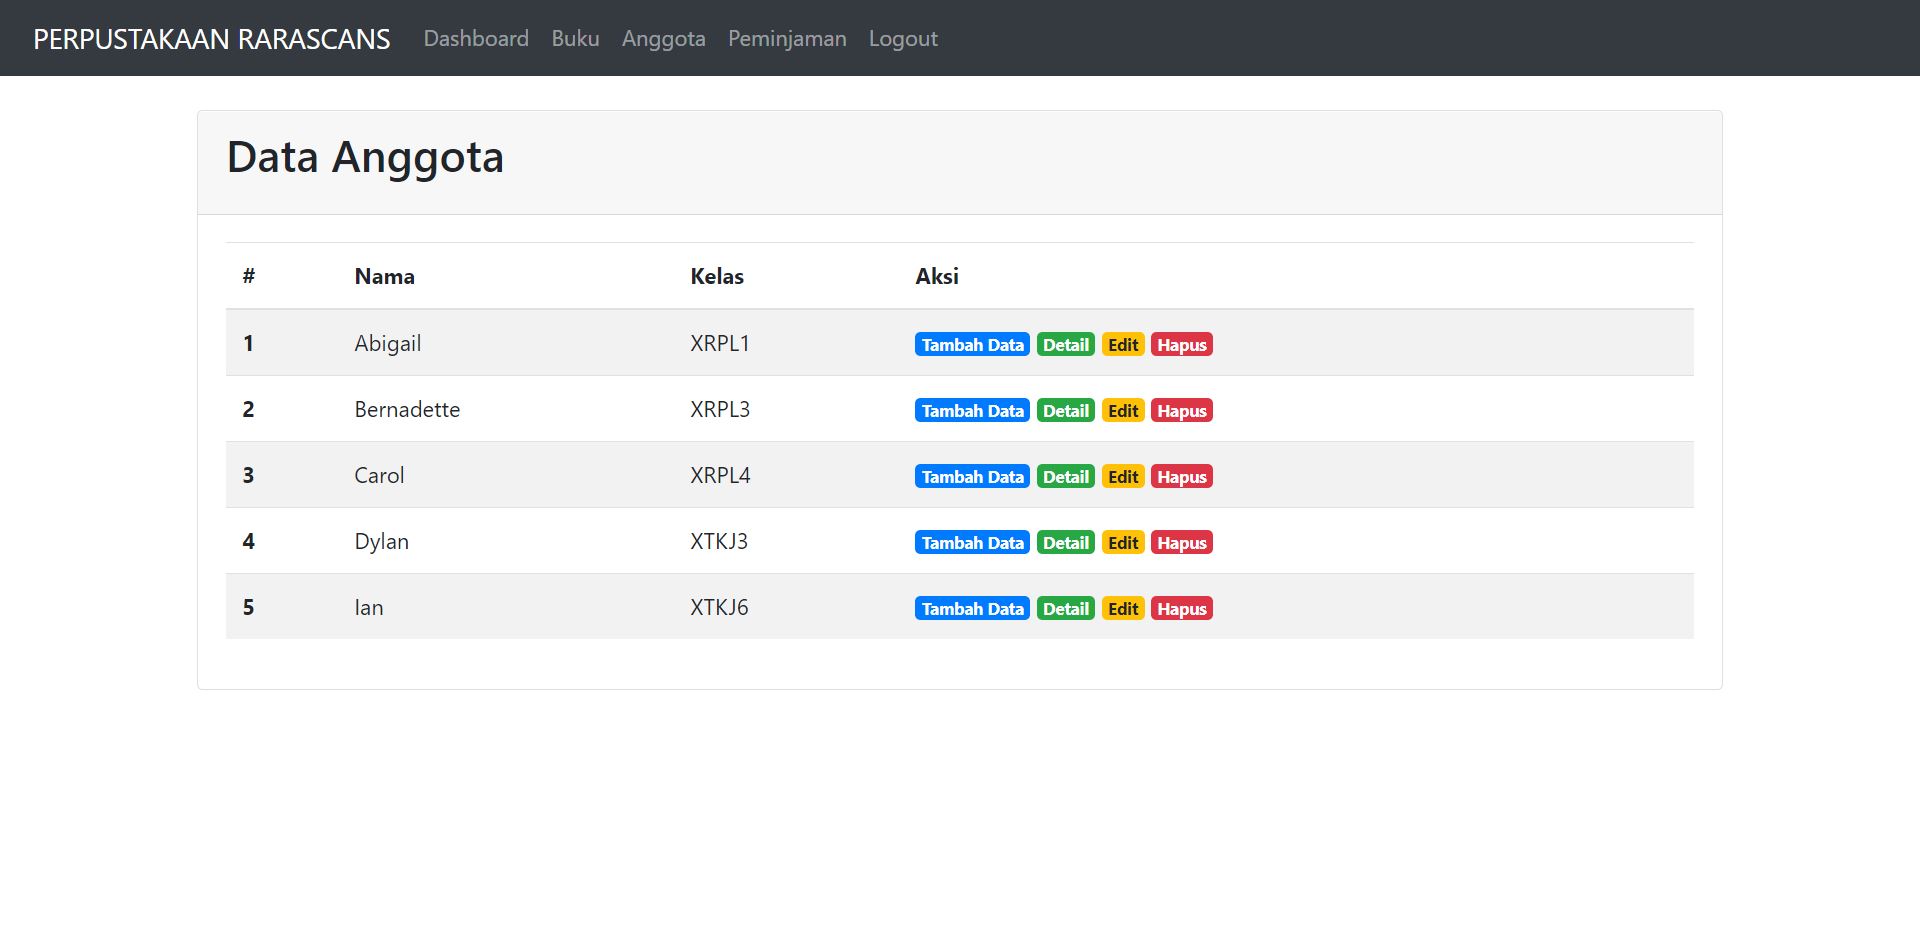 PERPUSTAKAAN RARASCANS Dashboard Buku Anggota Peminjaman Logout
Data Anggota
# Nama Kelas Aksi
1 Abigail XRPL1 Tambah Data Detail Edit Hapus
2 Bernadette XRPL3 Tambah Data Detail Edit Hapus
3 Carol XRPL4 Tambah Data Detail Edit Hapus
4 Dylan XTKJ3 Tambah Data Detail Edit Hapus
5 Ian XTKJ6 Tambah Data Detail Edit Hapus